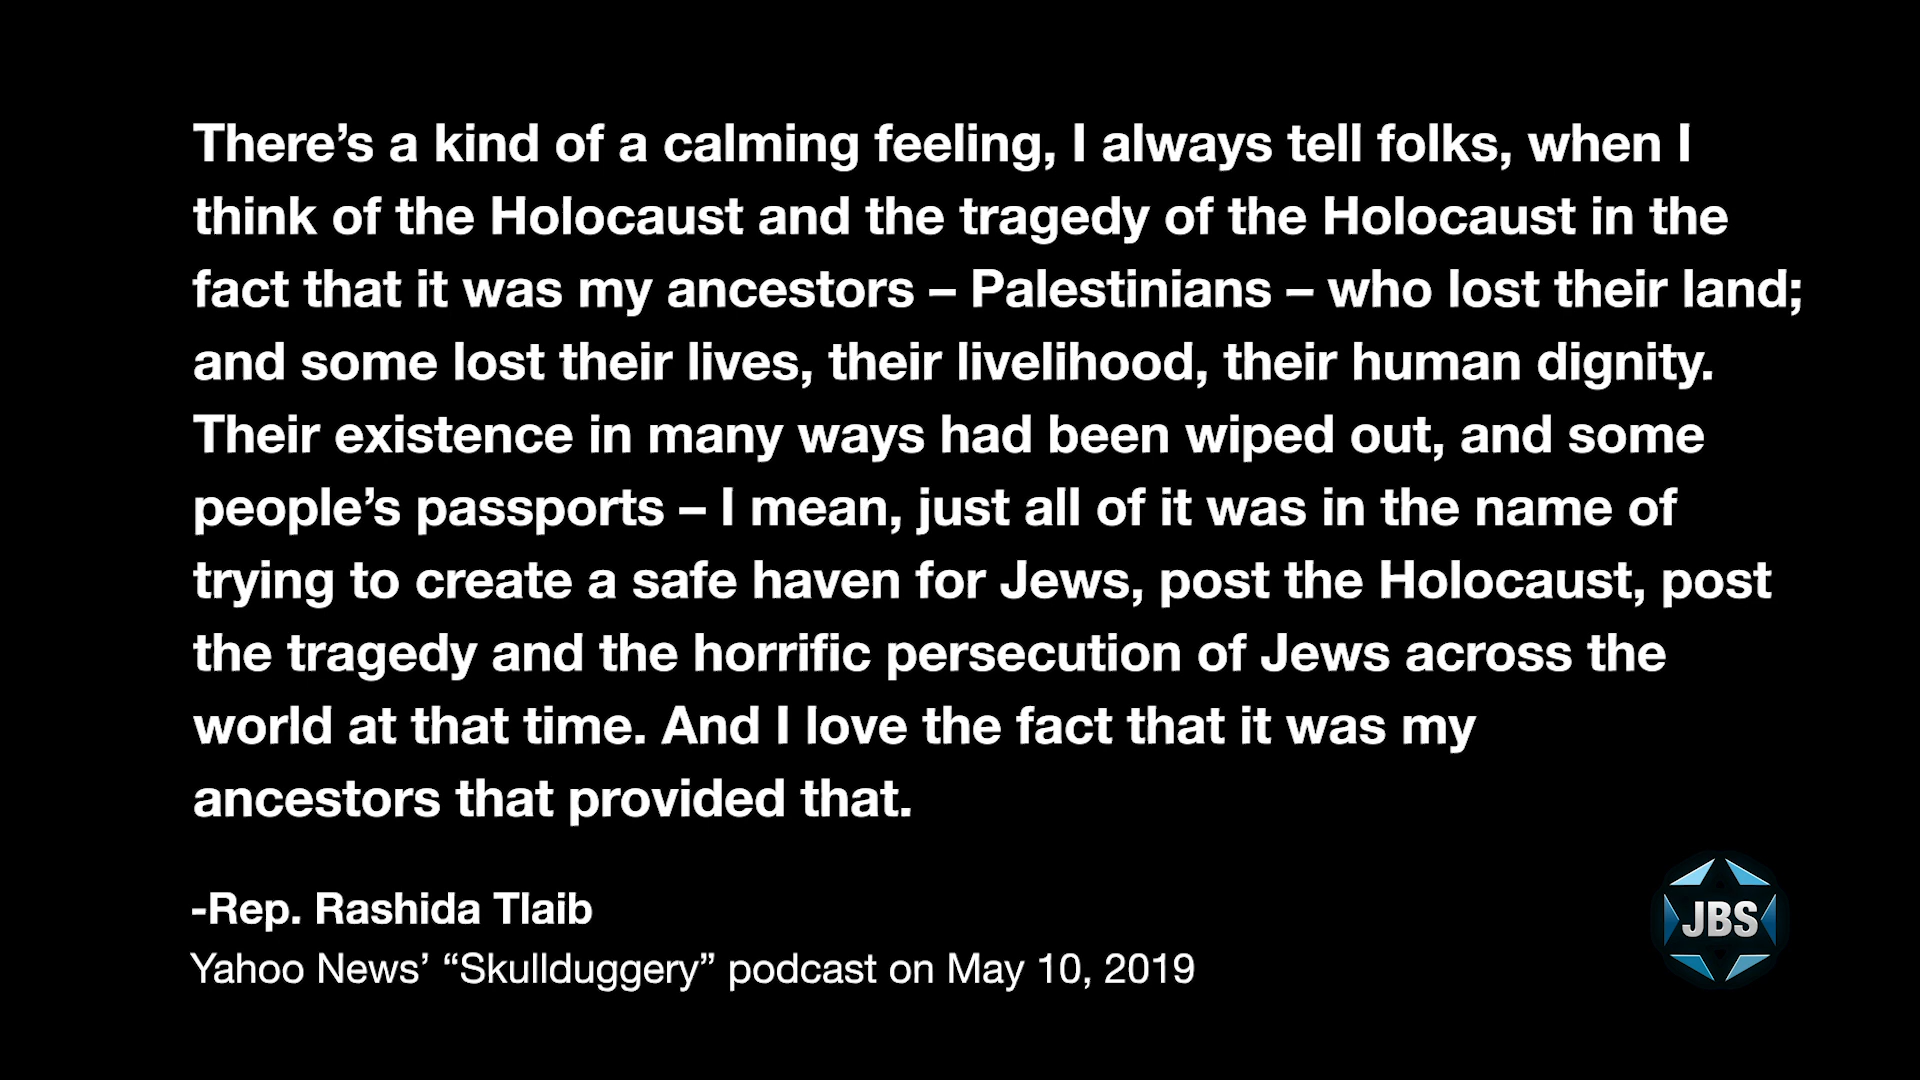 There’s a kind of a calming feeling, I always tell folks, when I
think of the Holocaust and the tragedy of the Holocaust in the
fact that it was my ancestors – Palestinians – who lost their land;
and some lost their lives, their livelihood, their human dignity.
Their existence in many ways had been wiped out, and some
people’s passports – I mean, just all of it was in the name of
trying to create a safe haven for Jews, post the Holocaust, post
the tragedy and the horrific persecution of Jews across the
world at that time. And I love the fact that it was my
ancestors that provided that.
-Rep. Rashida Tlaib
Yahoo News’ “Skullduggery” podcast on May 10, 2019
JBS